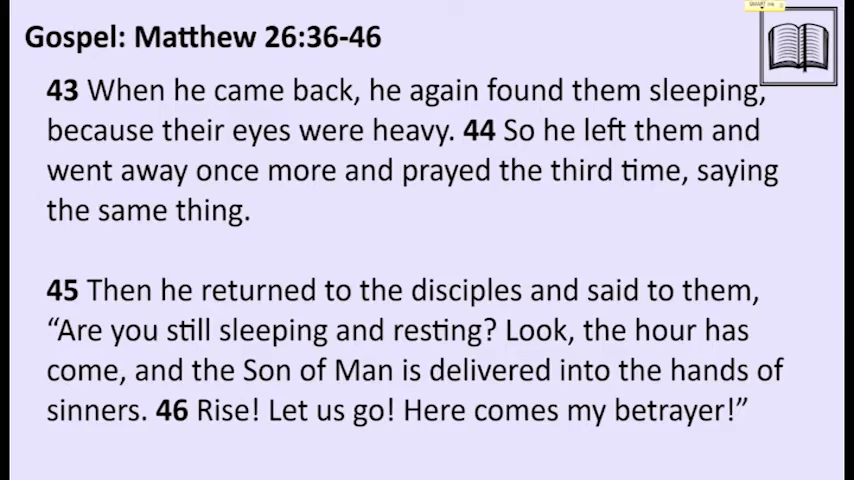 Gospel: Matthew 26:36-46
43 When he came back, he again found them sleeping,
because their eyes were heavy. 44 So he left them and
went away once more and prayed the third time, saying
the same thing.
45 Then he returned to the disciples and said to them,
“Are you still sleeping and resting? Look, the hour has
come, and the Son of Man is delivered into the hands of
sinners. 46 Rise! Let us go! Here comes my betrayer!”